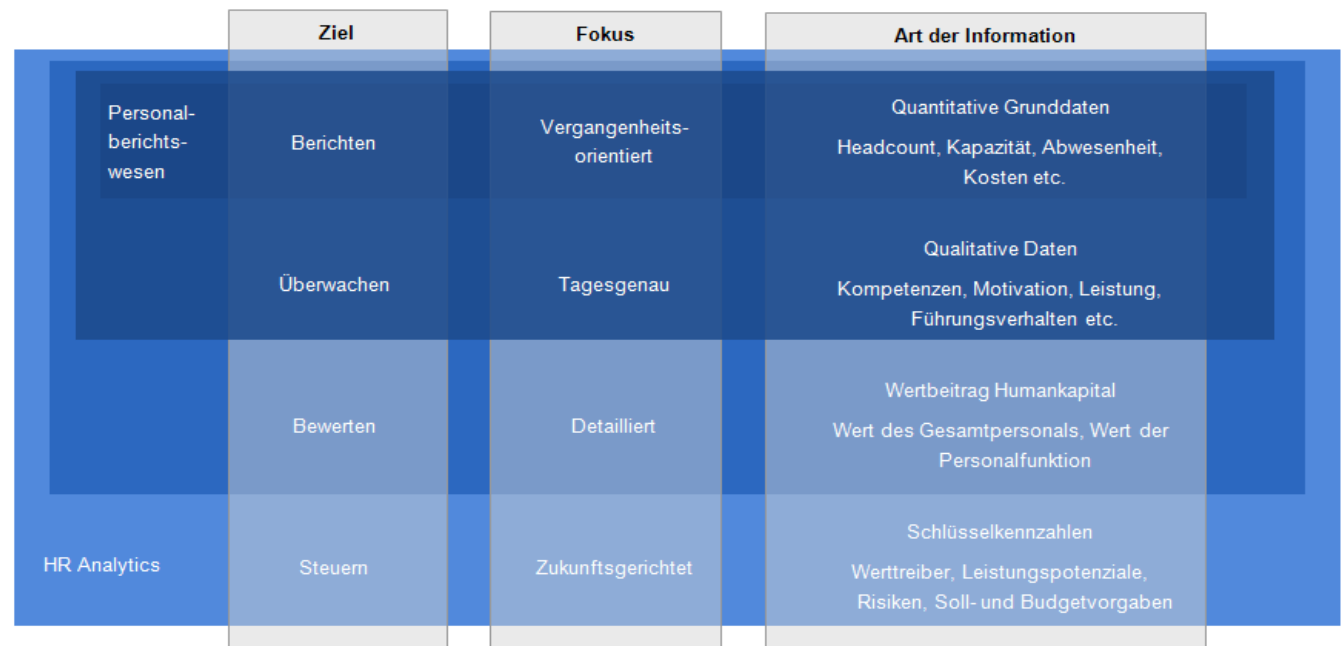 Ziel
Fokus
Art der Information
Personal-
berichts-
wesen
Berichten
Vergangenheits-
orientiert
Quantitative Grunddaten
Headcount, Kapazität, Abwesenheit,
Kosten etc.
Überwachen
Tagesgenau
Qualitative Daten
Kompetenzen, Motivation, Leistung,
Führungsverhalten etc.
Bewerten
Detailliert
Wertbeitrag Humankapital
Wert des Gesamtpersonals, Wert der
Personalfunktion
HR Analytics
Steuern
Zukunftsgerichtet
Schlüsselkennzahlen
Werttreiber, Leistungspotenziale,
Risiken, Soll- und Budgetvorgaben